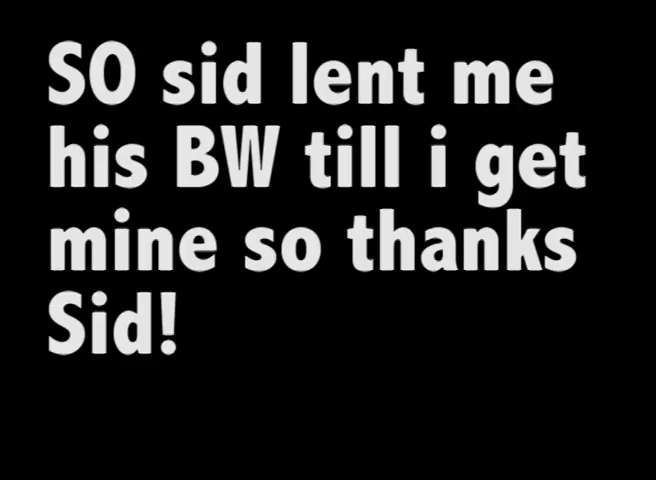 SO sid lent me
his BW till i get
mine so thanks
Sid!